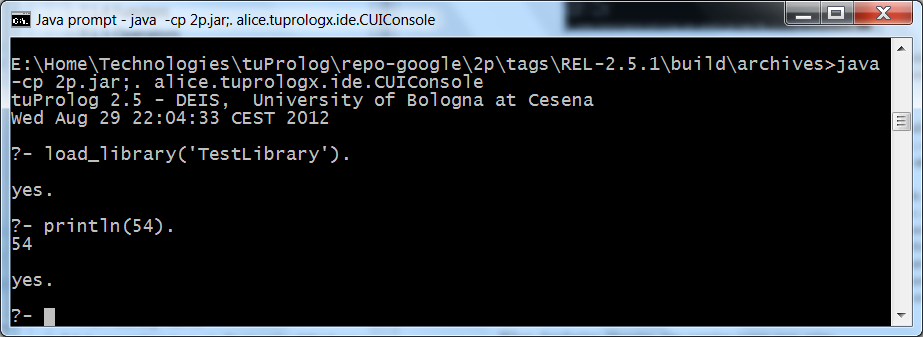 Java prompt - java -cp 2p.jar;. alice.tuprologx.ide.CUIConsole
E:\Home\Technologies\tuProlog\repo-google\2p\tags\REL-2.5.1\build\archives>java
-cp 2p.jar;. alice.tuprologx.ide.CUIConsole
tuProlog 2.5 - DEIS,  University of Bologna at Cesena
Wed Aug 29 22:04:33 CEST 2012
?- load_library('TestLibrary').
yes.
?- println(54).
54
yes.
?-